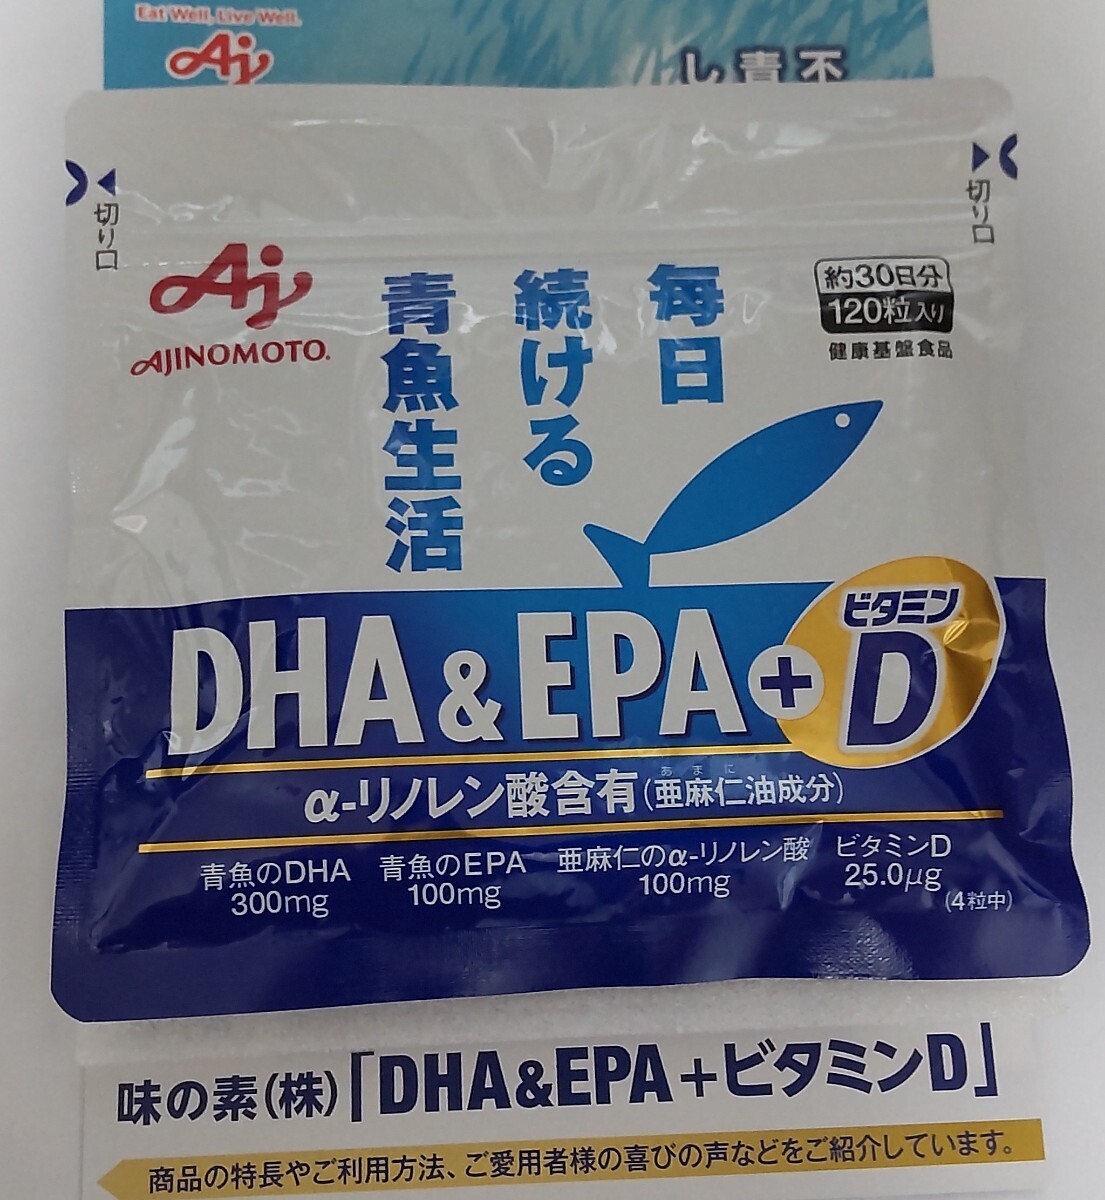 Eat Well, Live Well.
Aj
不
青
し
切り口
切り口
Aj
AJINOMOTO®
毎日
続ける
青魚生活
約30日分
120粒入り
健康基盤食品
DHA&EPA+
ビタミン
D
α-リノレン酸含有(亜麻仁油成分)
あまに
青魚のDHA
300mg
青魚のEPA
100mg
亜麻仁のα-リノレン酸
100mg
ビタミンD
25.0μg
(4粒中)
味の素(株)「DHA&EPA+ビタミンD」
商品の特長やご利用方法、ご愛用者様の喜びの声などをご紹介しています。